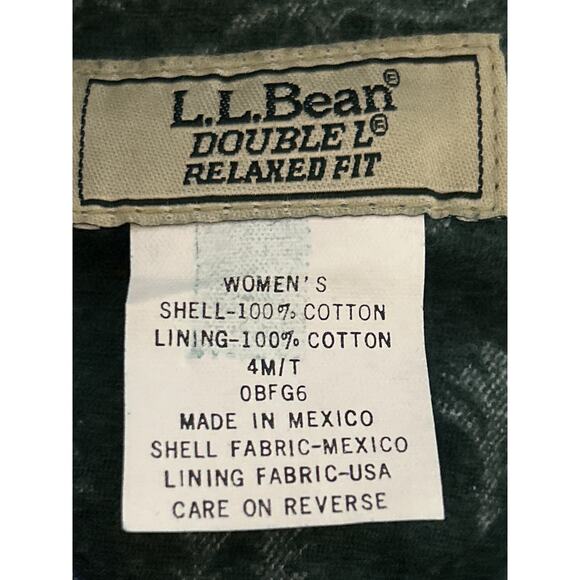 L.L.Bean®
DOUBLE L®
RELAXED FIT
WOMEN'S
SHELL-100% COTTON
LINING-100% COTTON
4M/T
0BFG6
MADE IN MEXICO
SHELL FABRIC-MEXICO
LINING FABRIC-USA
CARE ON REVERSE